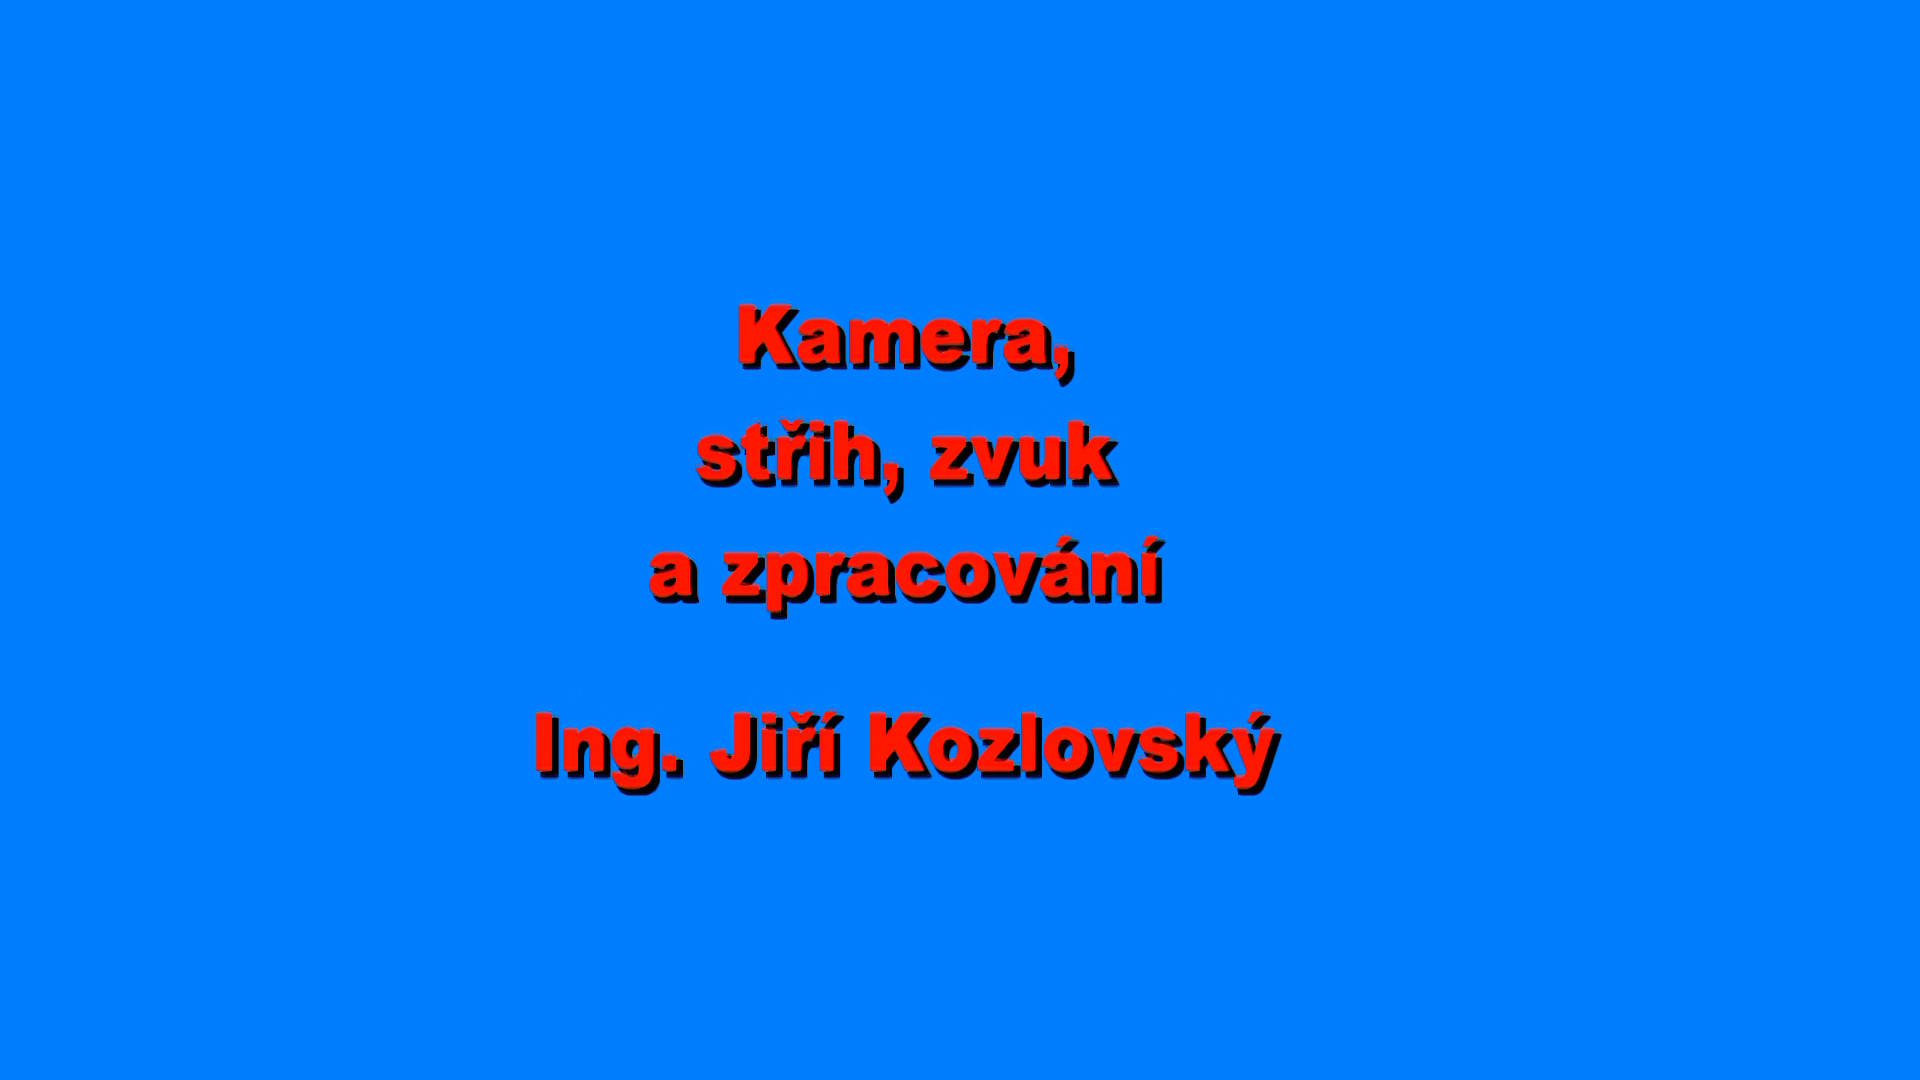 Kamera,
střih, zvuk
a zpracování
Ing. Jiří Kozlovský